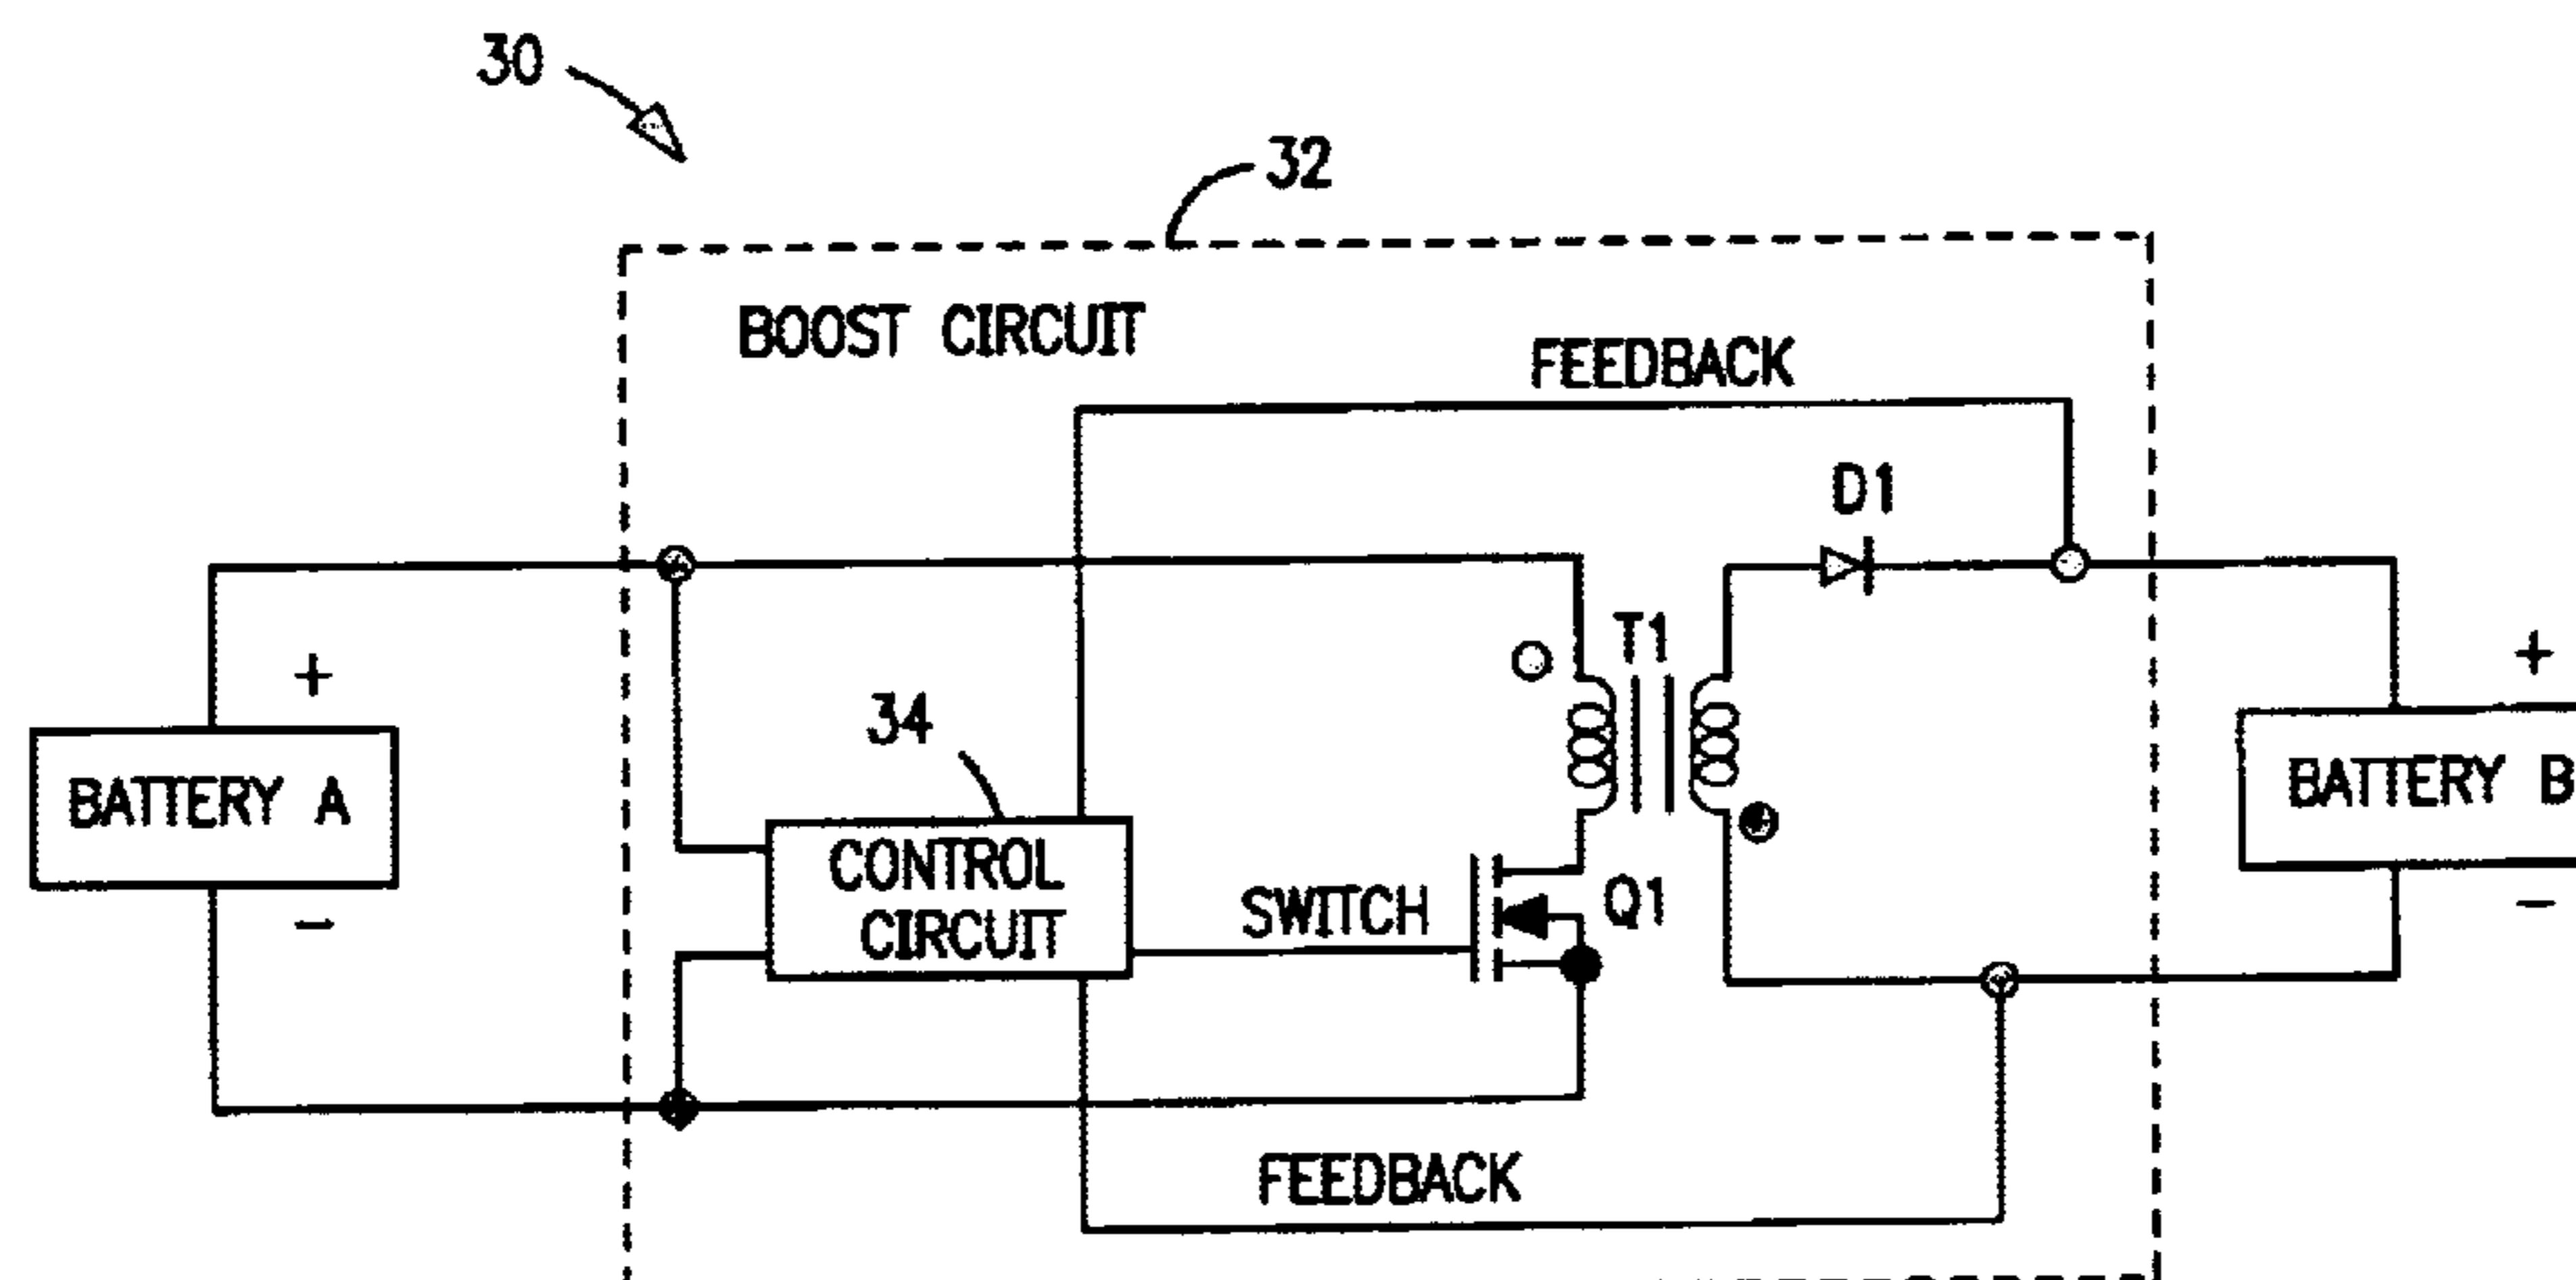 30
32
BOOST CIRCUIT
FEEDBACK
D1
T1
+
+
34
BATTERY A
BATTERY B
CONTROL
CIRCUIT
SWITCH
Q1
−
−
FEEDBACK